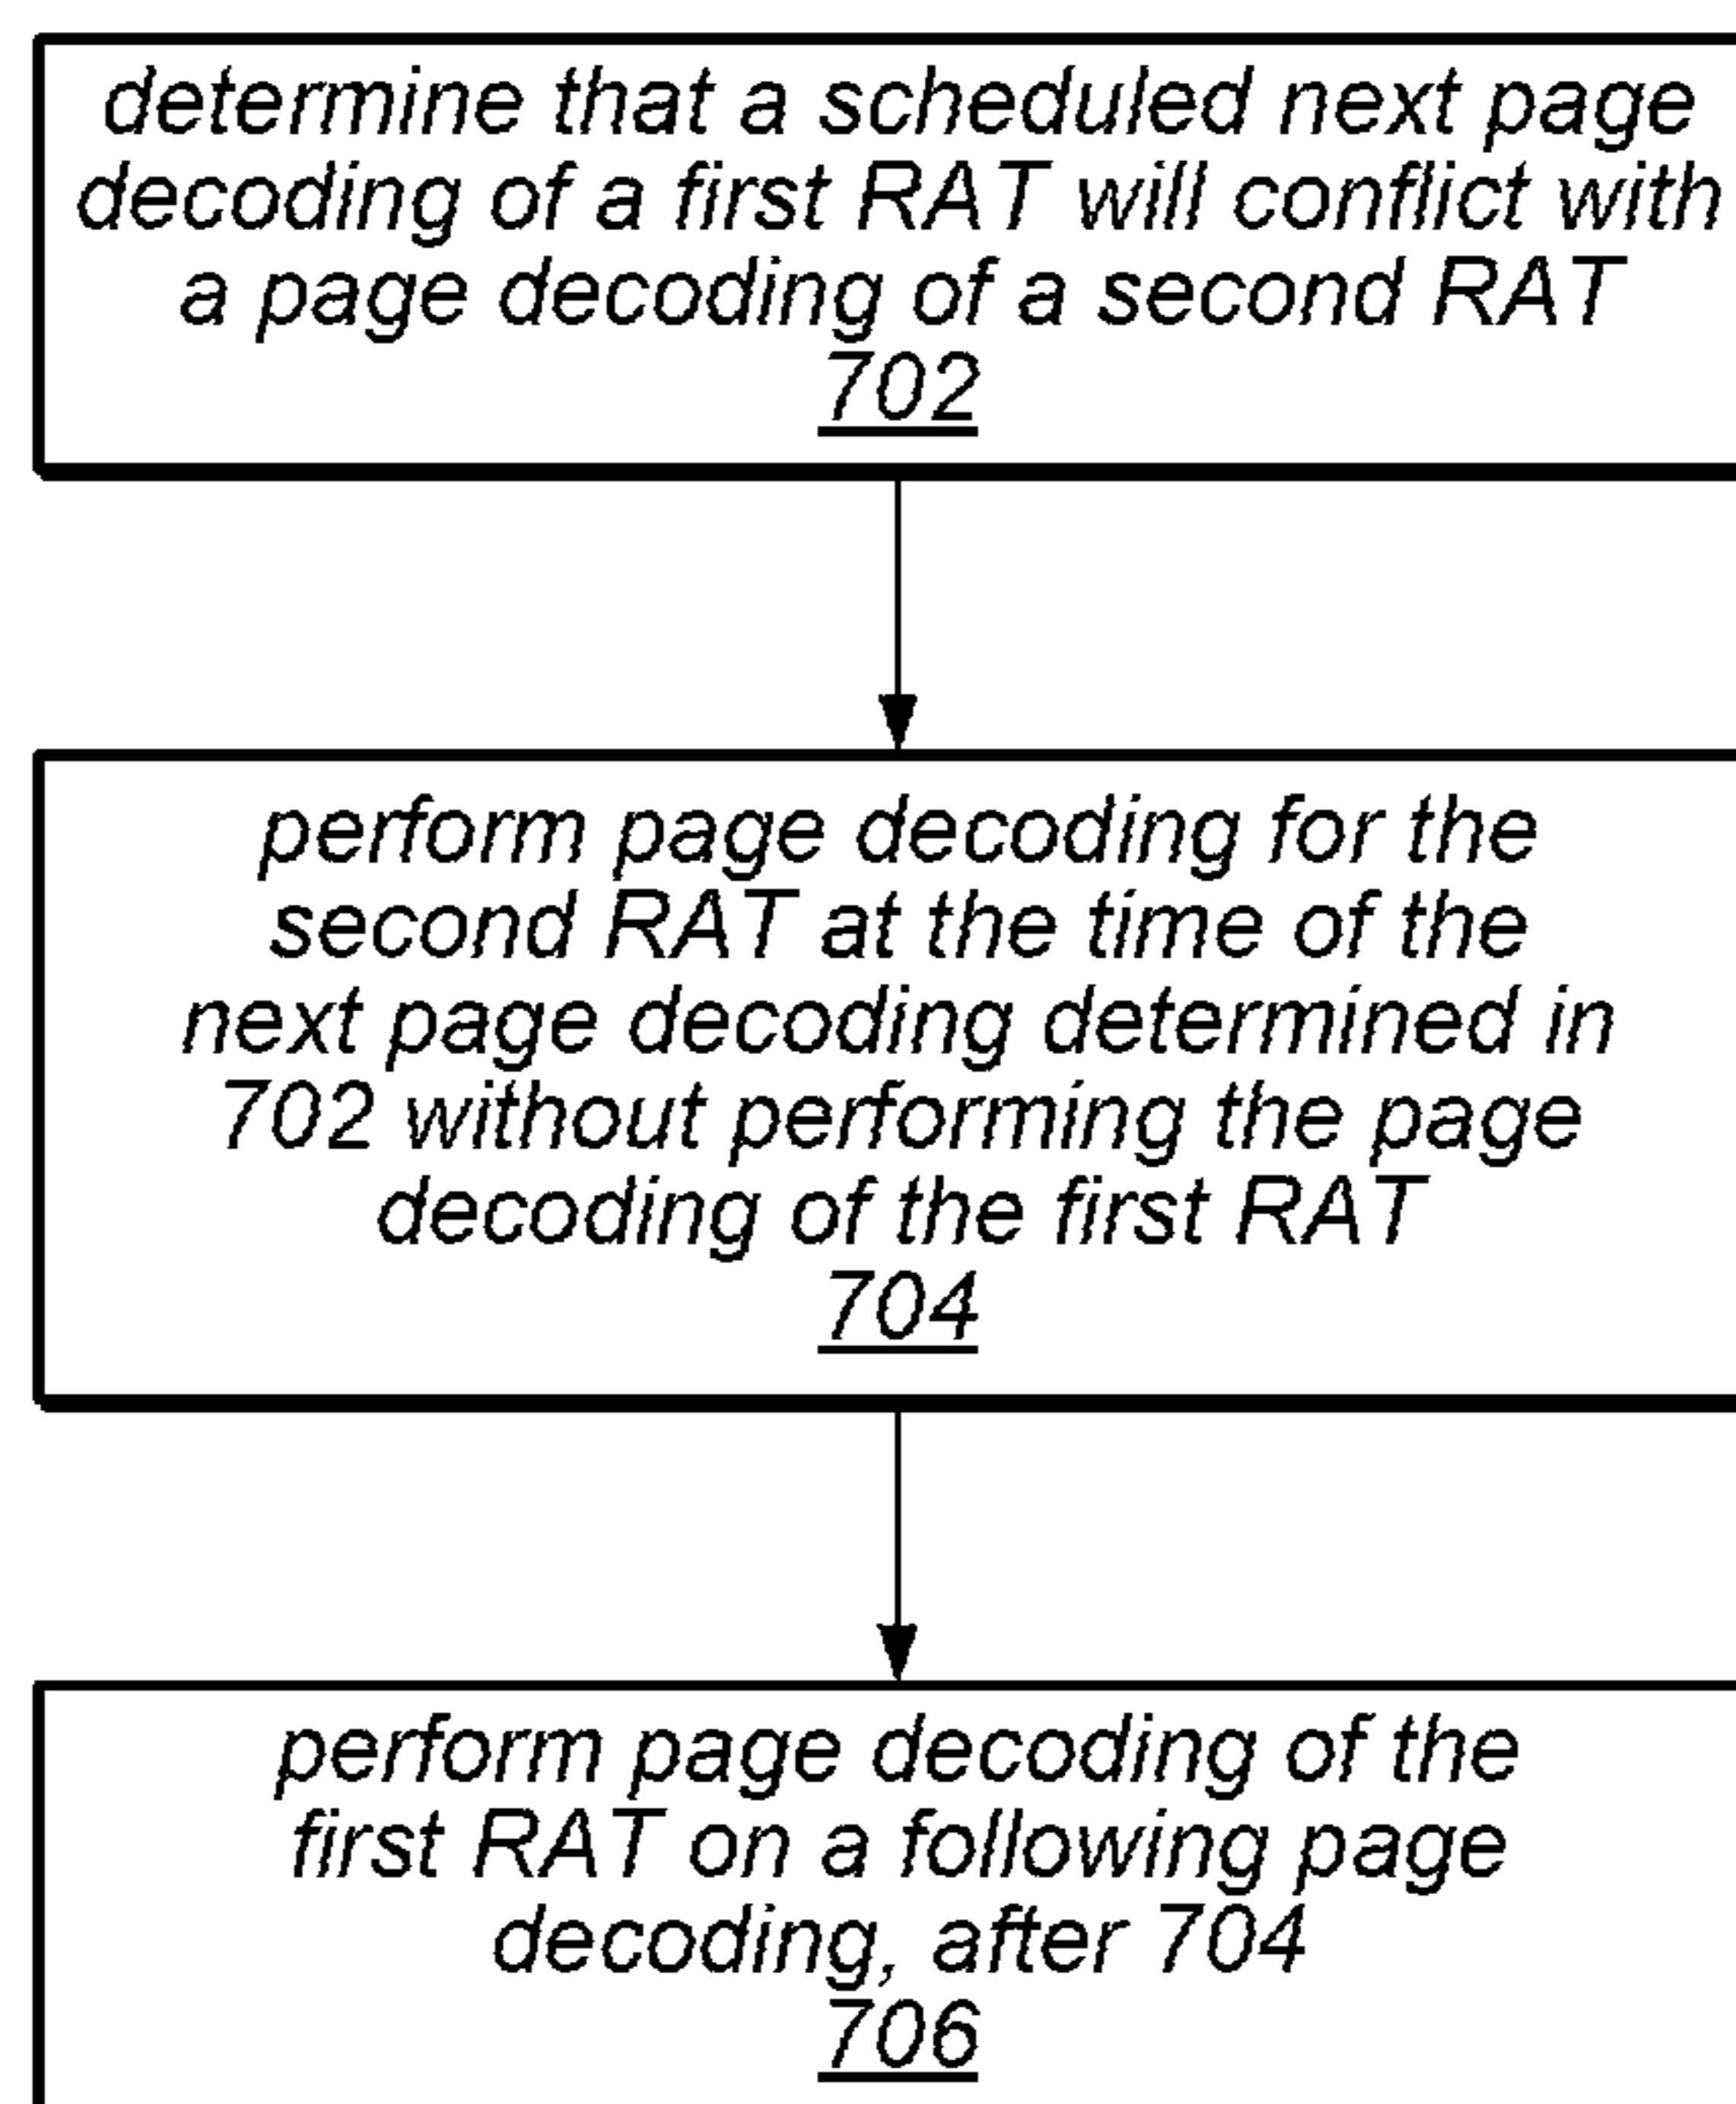 determine that a scheduled next page
decoding of a first RAT will conflict with
a page decoding of a second RAT
702
perform page decoding for the
second RAT at the time of the
next page decoding determined in
702 without performing the page
decoding of the first RAT
704
perform page decoding of the
first RAT on a following page
decoding, after 704
706